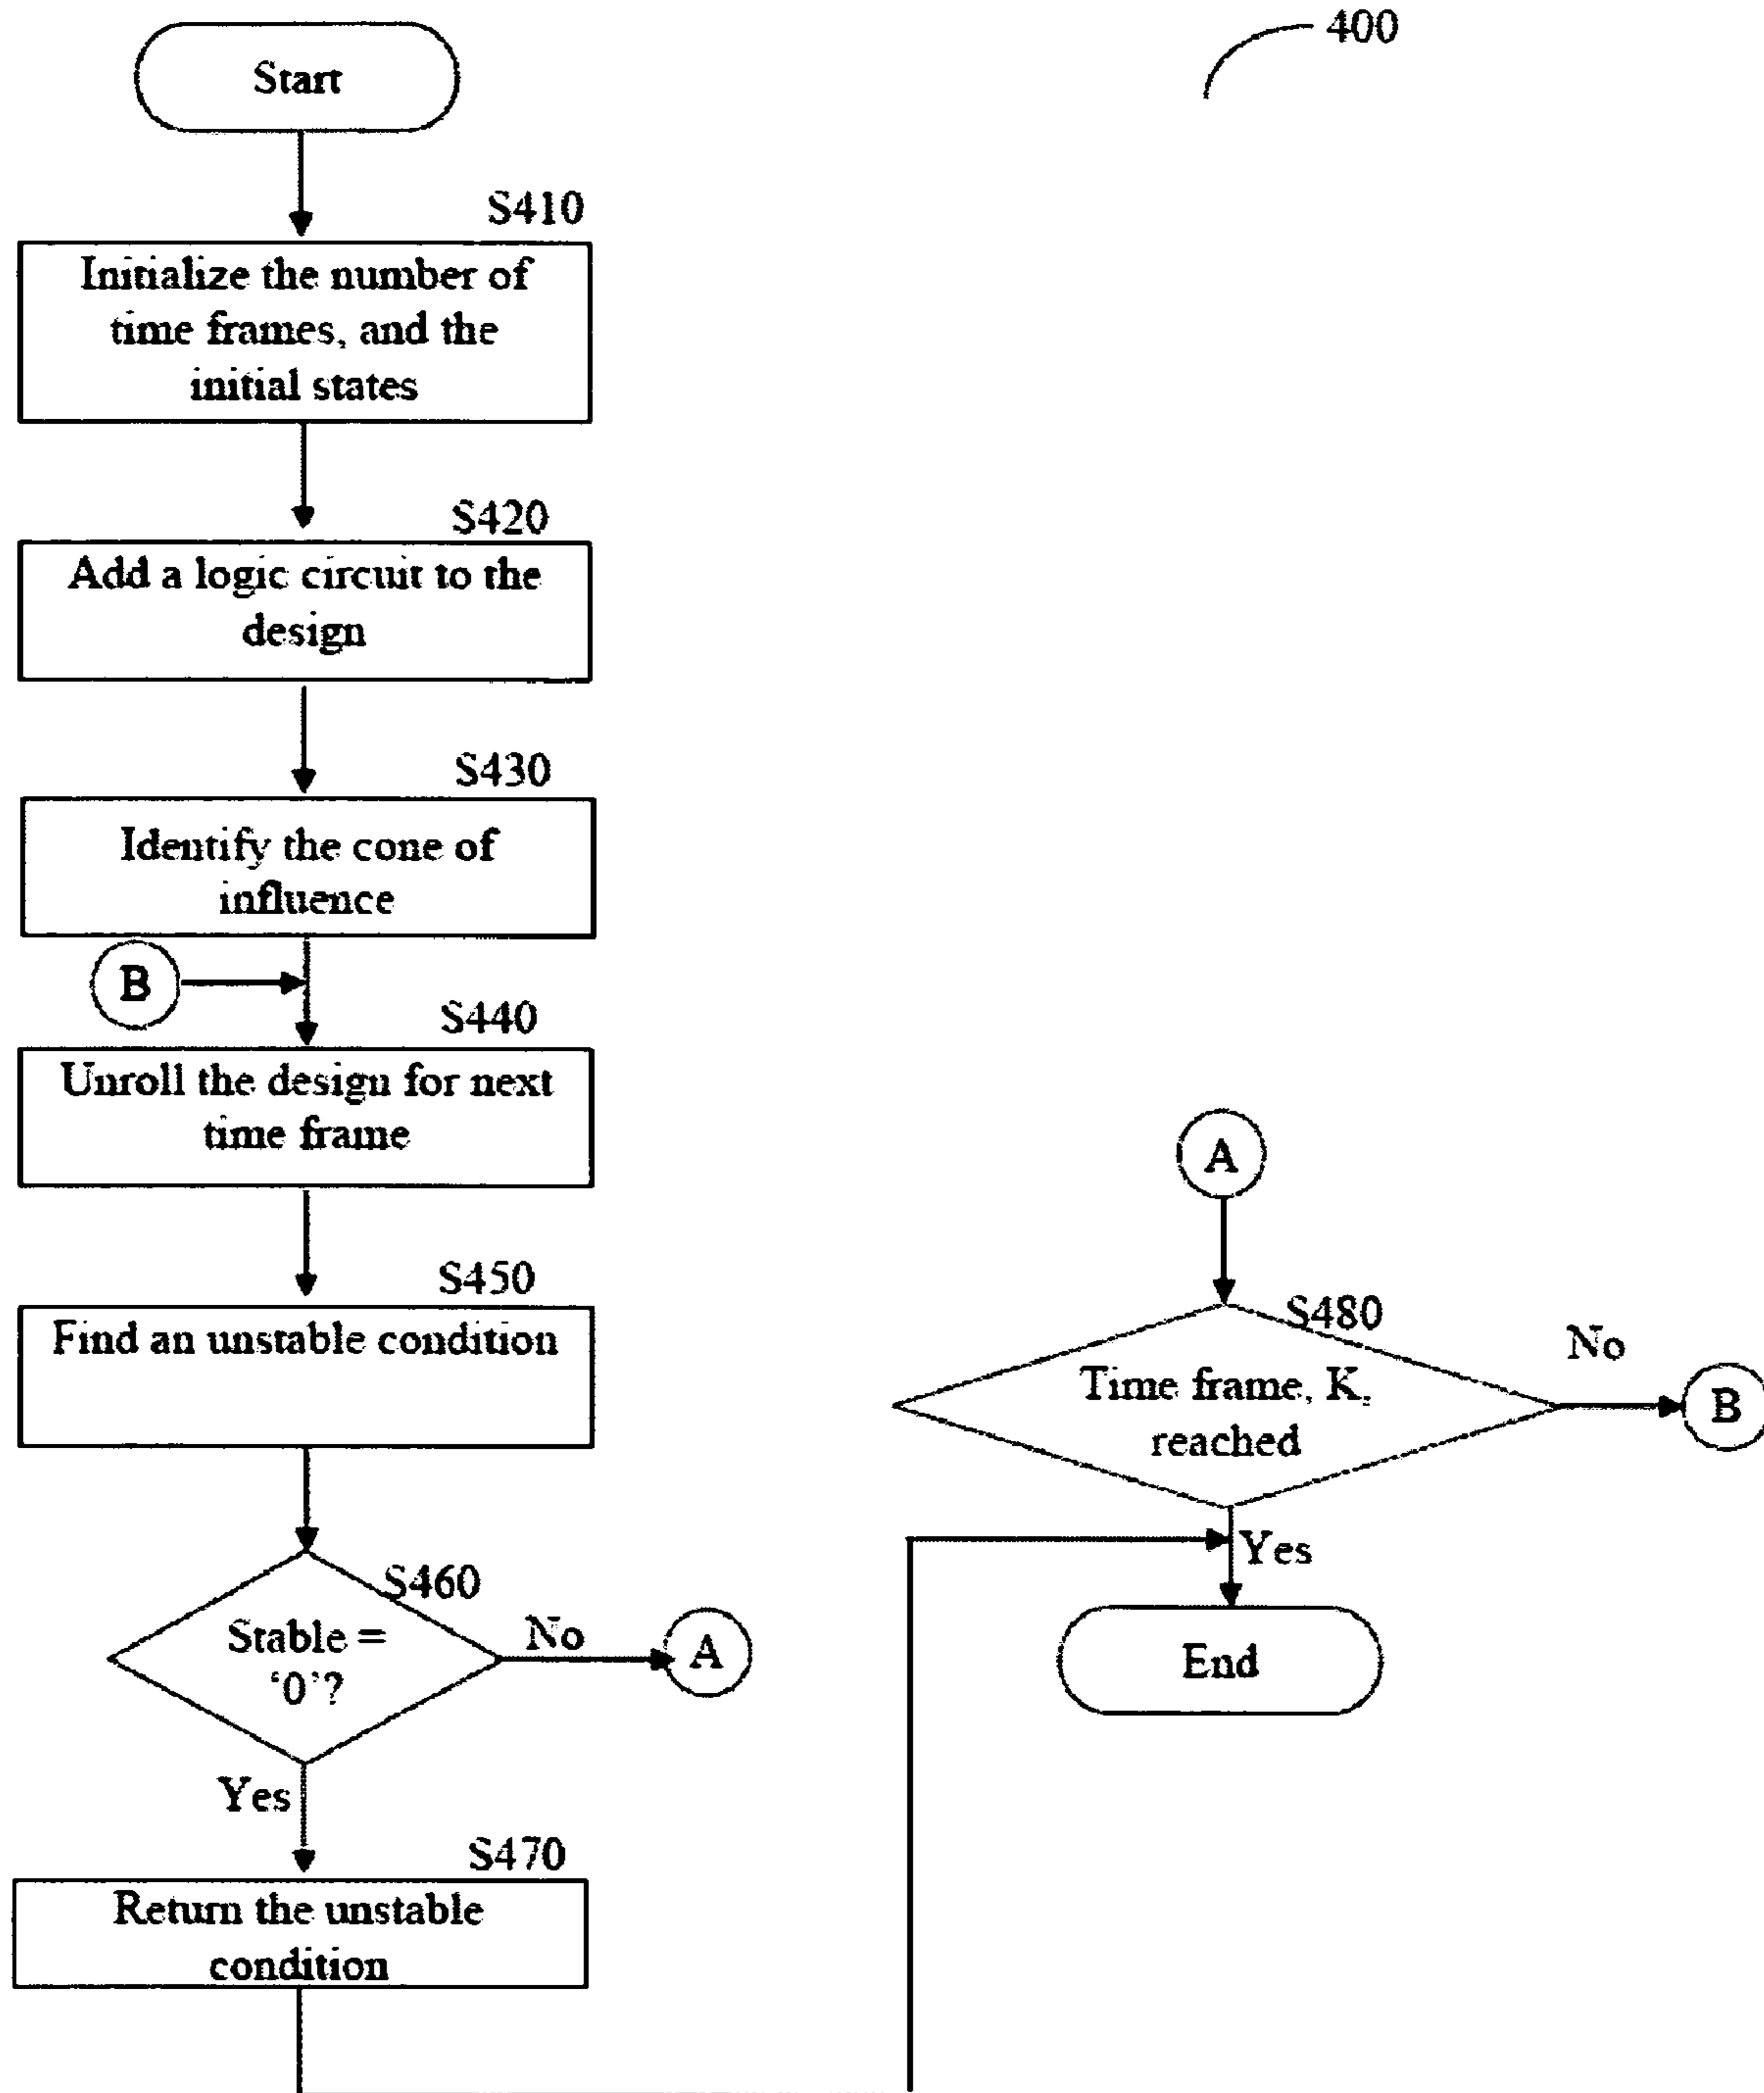 400
Start
S410
Initialize the number of
time frames, and the
initial states
S420
Add a logic circuit to the
design
S430
Identify the cone of
influence
B
S440
Unroll the design for next
time frame
S450
Find an unstable condition
S460
Stable =
‘0’?
No
A
Yes
S470
Return the unstable
condition
A
S480
Time frame, K,
reached
No
B
Yes
End